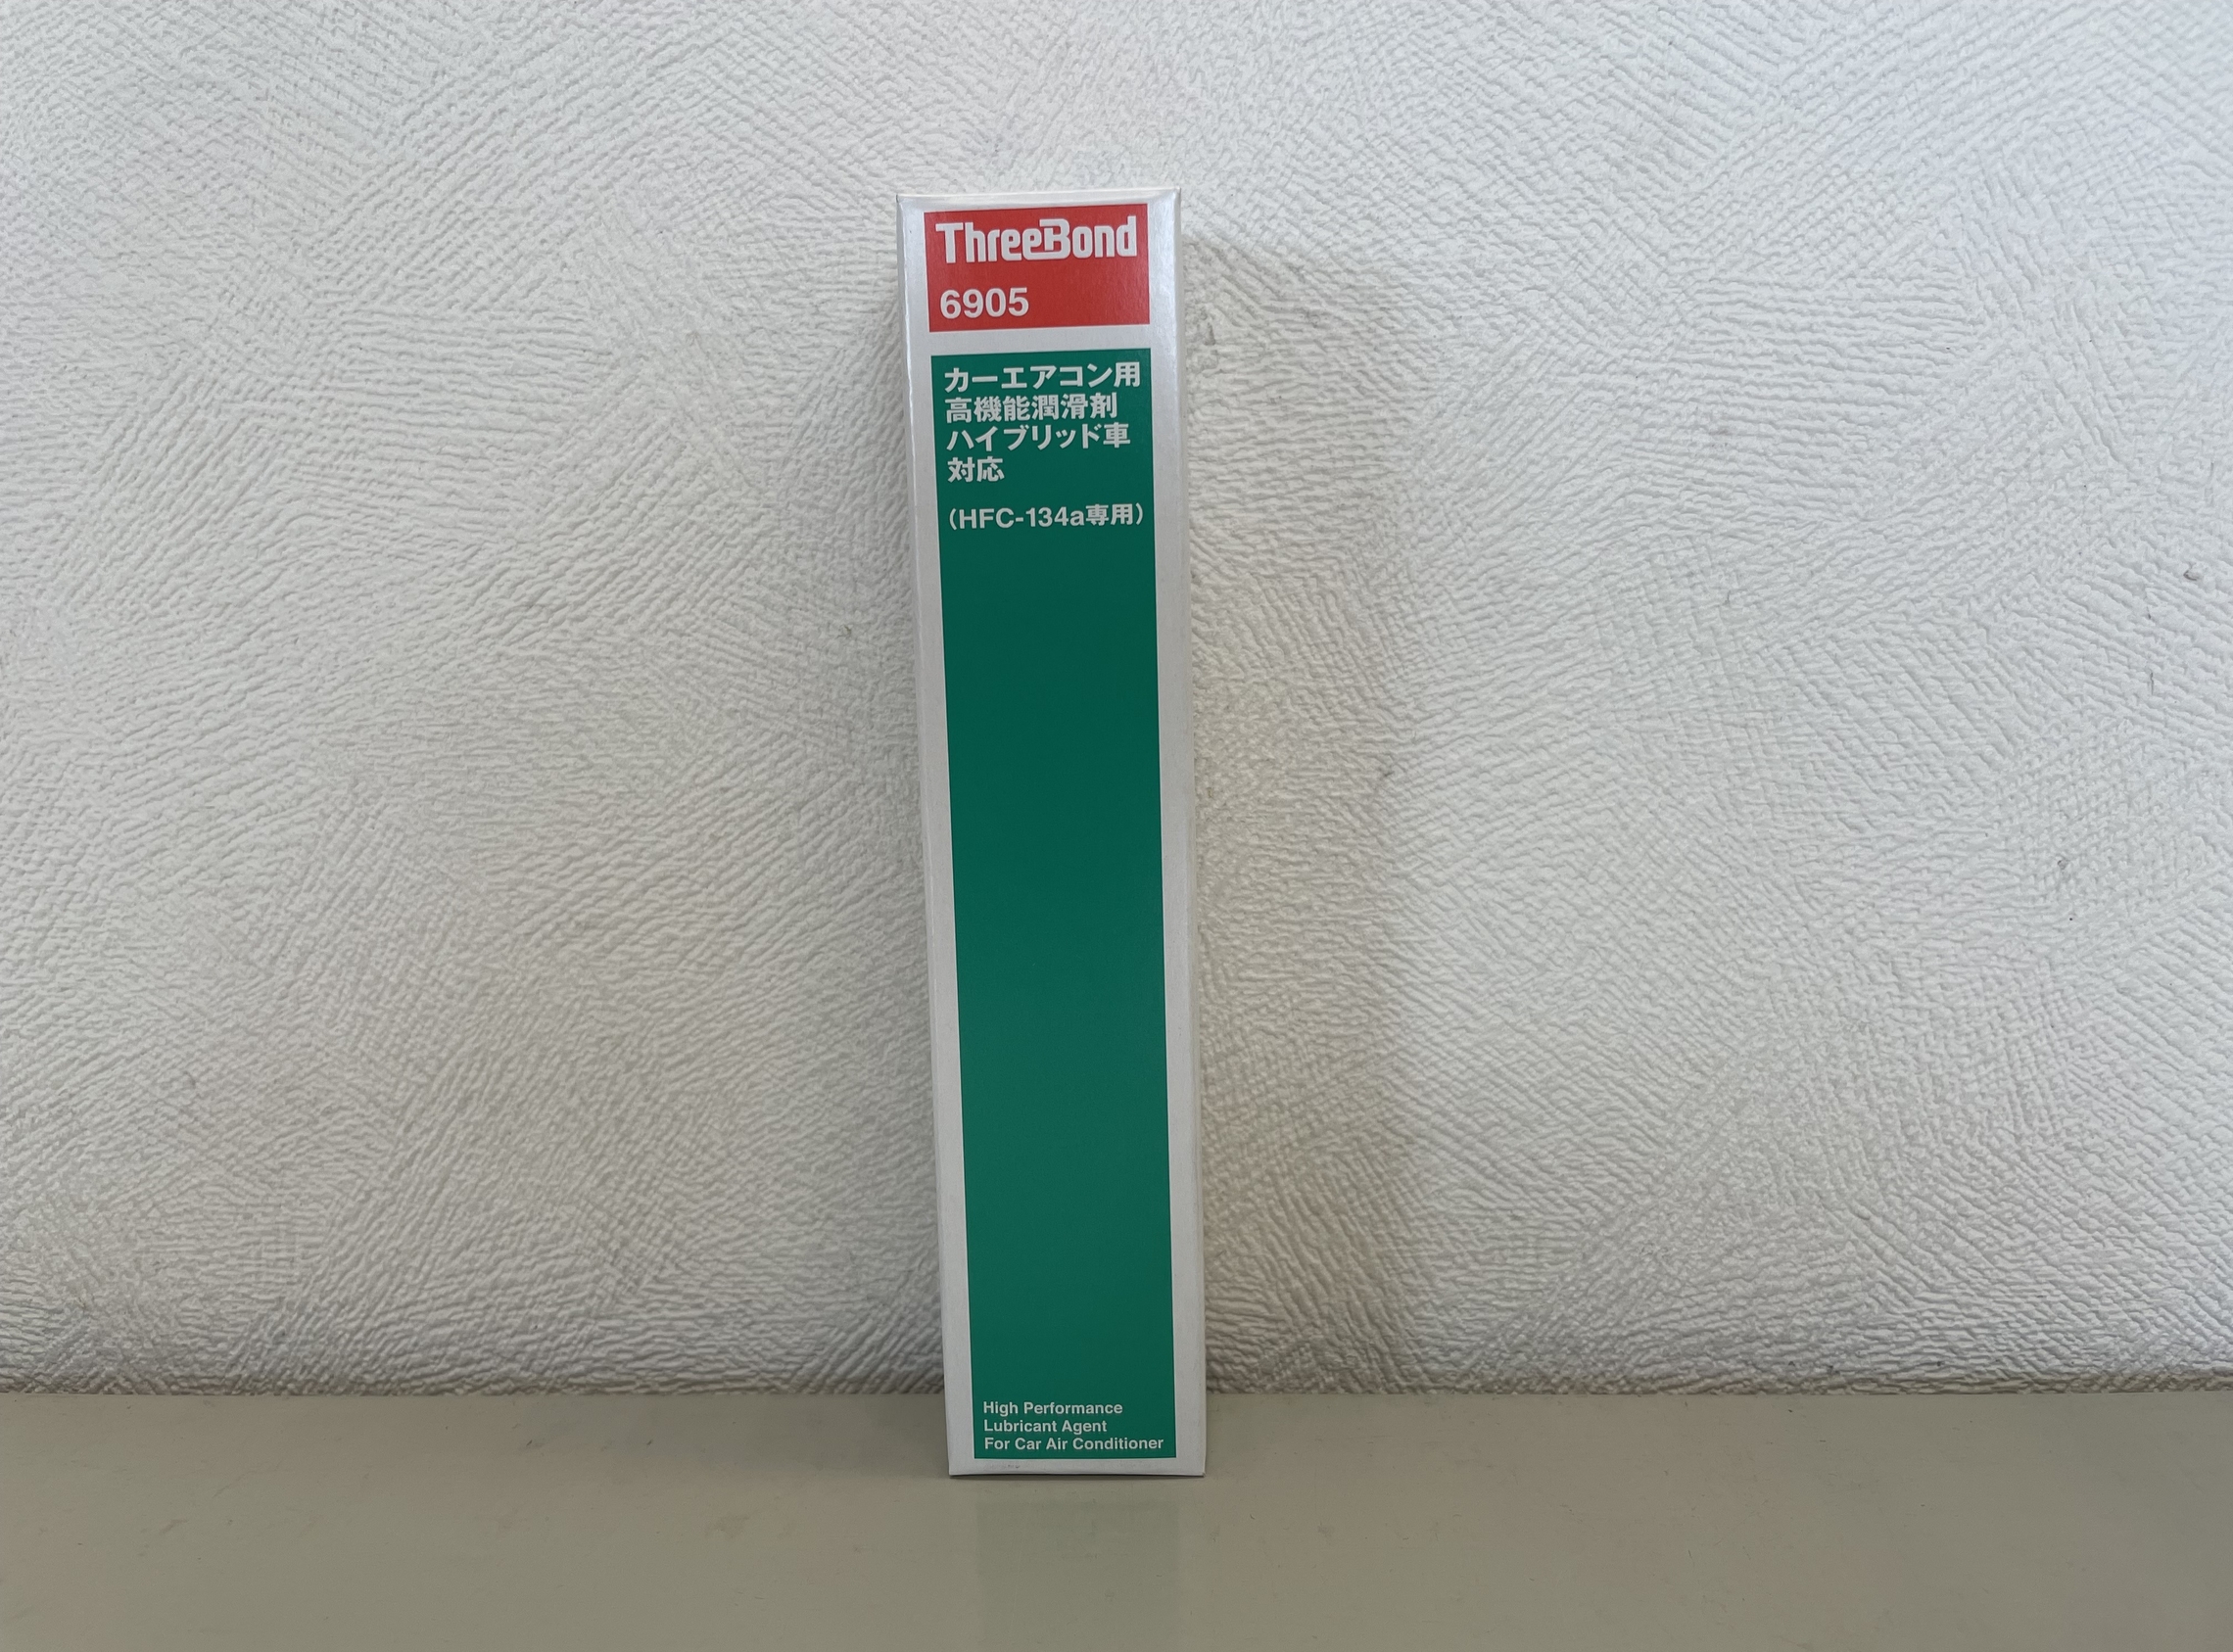 ThreeBond
6905
カーエアコン用
高機能潤滑剤
ハイブリッド車
対応
(HFC-134a専用)
High Performance
Lubricant Agent
For Car Air Conditioner